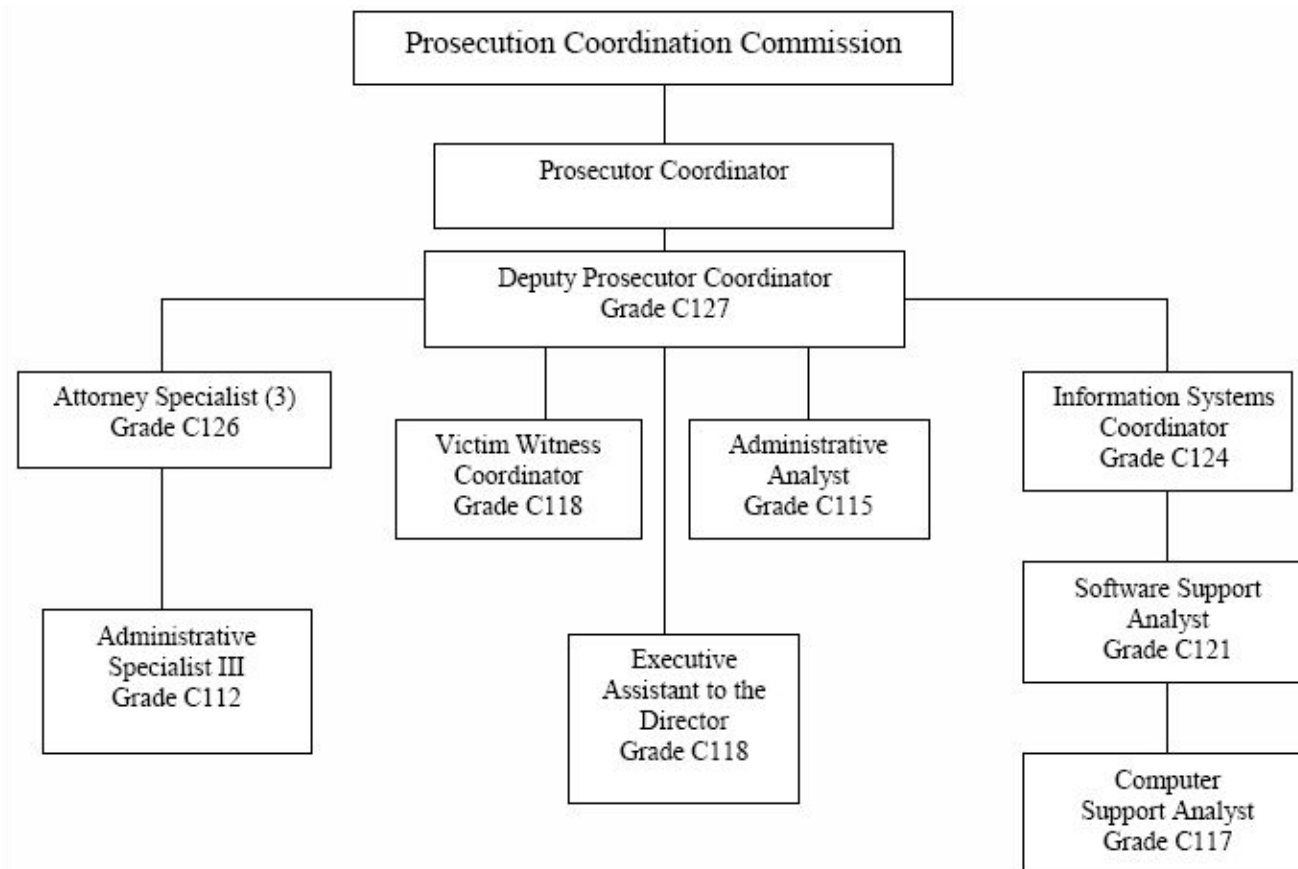 Prosecution Coordination Commission
Prosecutor Coordinator
Deputy Prosecutor Coordinator
Grade C127
Attorney Specialist (3)
Grade C126
Victim Witness
Coordinator
Grade C118
Administrative
Analyst
Grade C115
Information Systems
Coordinator
Grade C124
Administrative
Specialist III
Grade C112
Executive
Assistant to the
Director
Grade C118
Software Support
Analyst
Grade C121
Computer
Support Analyst
Grade C117